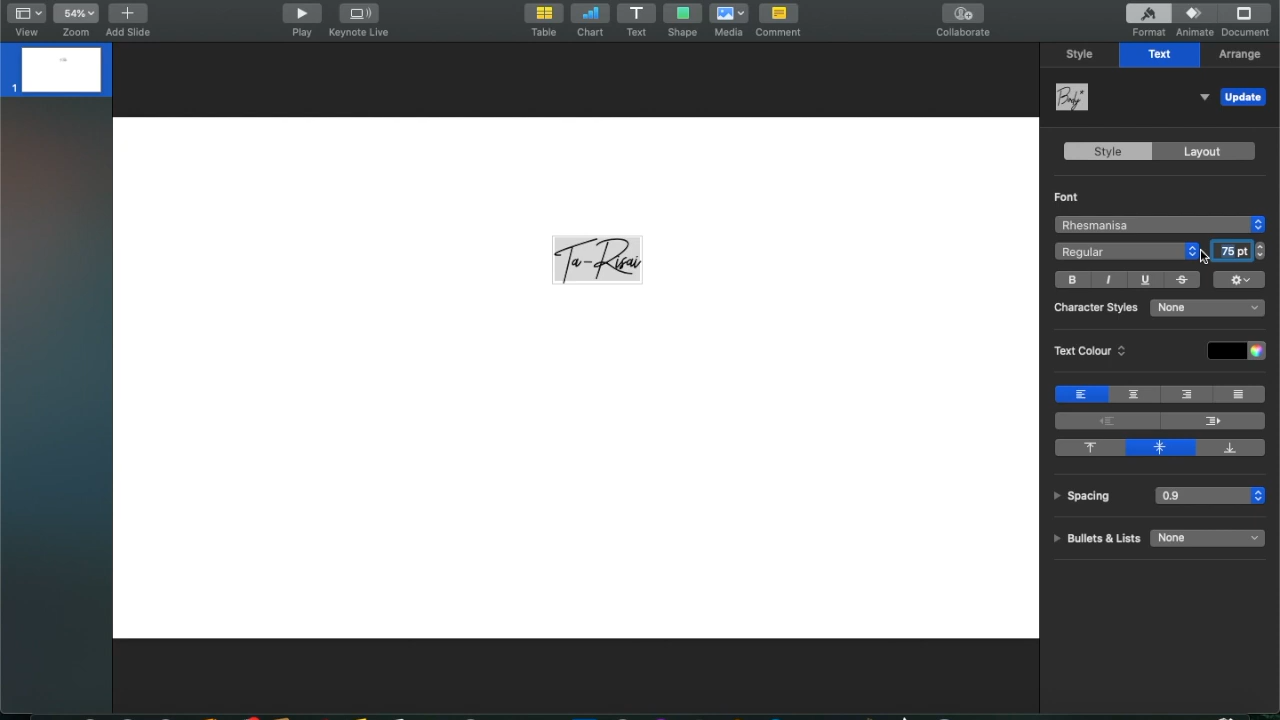 54%
View
Zoom
Add Slide
Play
Keynote Live
Table
Chart
T
Text
Shape
Media
Comment
Collaborate
Format
Animate
Document
Style
Text
Arrange
1
Body*
Update
Style
Layout
Font
Rhesmanisa
Regular
75 pt
B
I
U
S
Character Styles
None
Text Colour
Spacing
0.9
Bullets & Lists
None
Ta-Risai